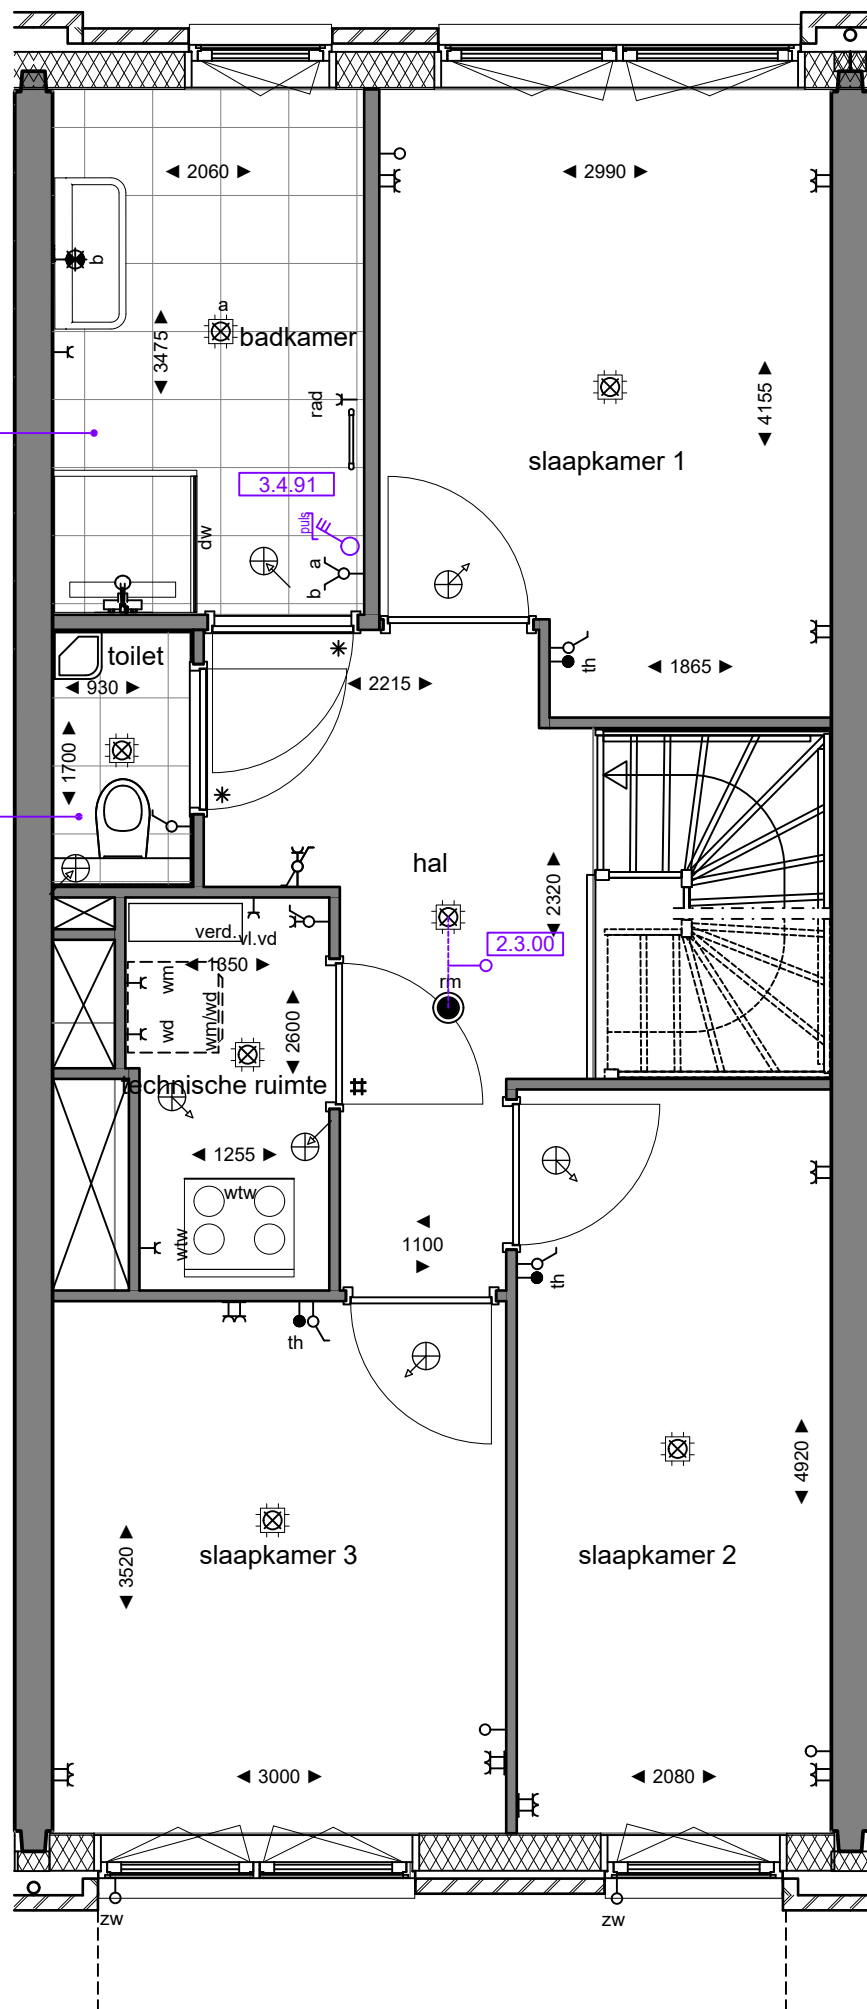 ◄ 2060 ►
◄ 2990 ►
b
a
badkamer
◄ 3475 ►
◄ 4155 ►
rad
slaapkamer 1
3.4.91
puls
dw
a
b
toilet
th
◄ 930 ►
◄ 2215 ►
◄ 1865 ►
◄ 1700 ►
hal
◄ 2320 ►
verd.
vl.vd
2.3.00
◄ 1350 ►
wm
rm
wd
wm/wd
◄ 2600 ►
technische ruimte
◄ 1255 ►
wtw
wtw
◄ 1100 ►
th
th
◄ 4920 ►
slaapkamer 3
slaapkamer 2
◄ 3520 ►
◄ 3000 ►
◄ 2080 ►
zw
zw